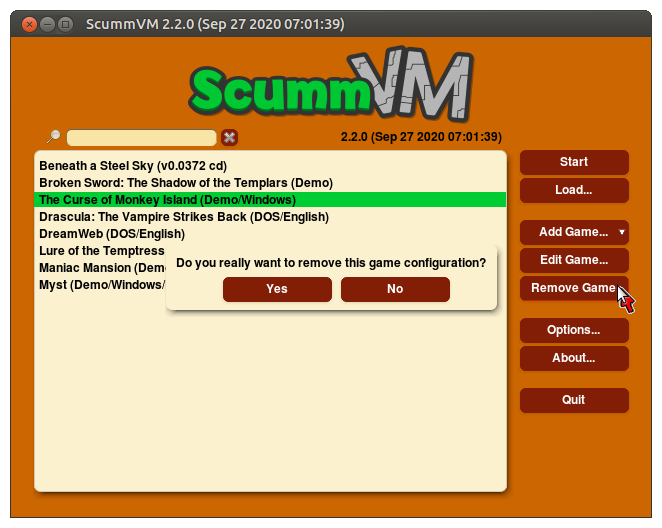 ScummVM 2.2.0 (Sep 27 2020 07:01:39)
ScummVM
2.2.0 (Sep 27 2020 07:01:39)
Beneath a Steel Sky (v0.0372 cd)
Broken Sword: The Shadow of the Templars (Demo)
The Curse of Monkey Island (Demo/Windows)
Drascula: The Vampire Strikes Back (DOS/English)
DreamWeb (DOS/English)
Lure of the Temptress
Maniac Mansion (Demo
Myst (Demo/Windows/
Do you really want to remove this game configuration?
Yes
No
Start
Load...
Add Game...
Edit Game...
Remove Game
Options...
About...
Quit